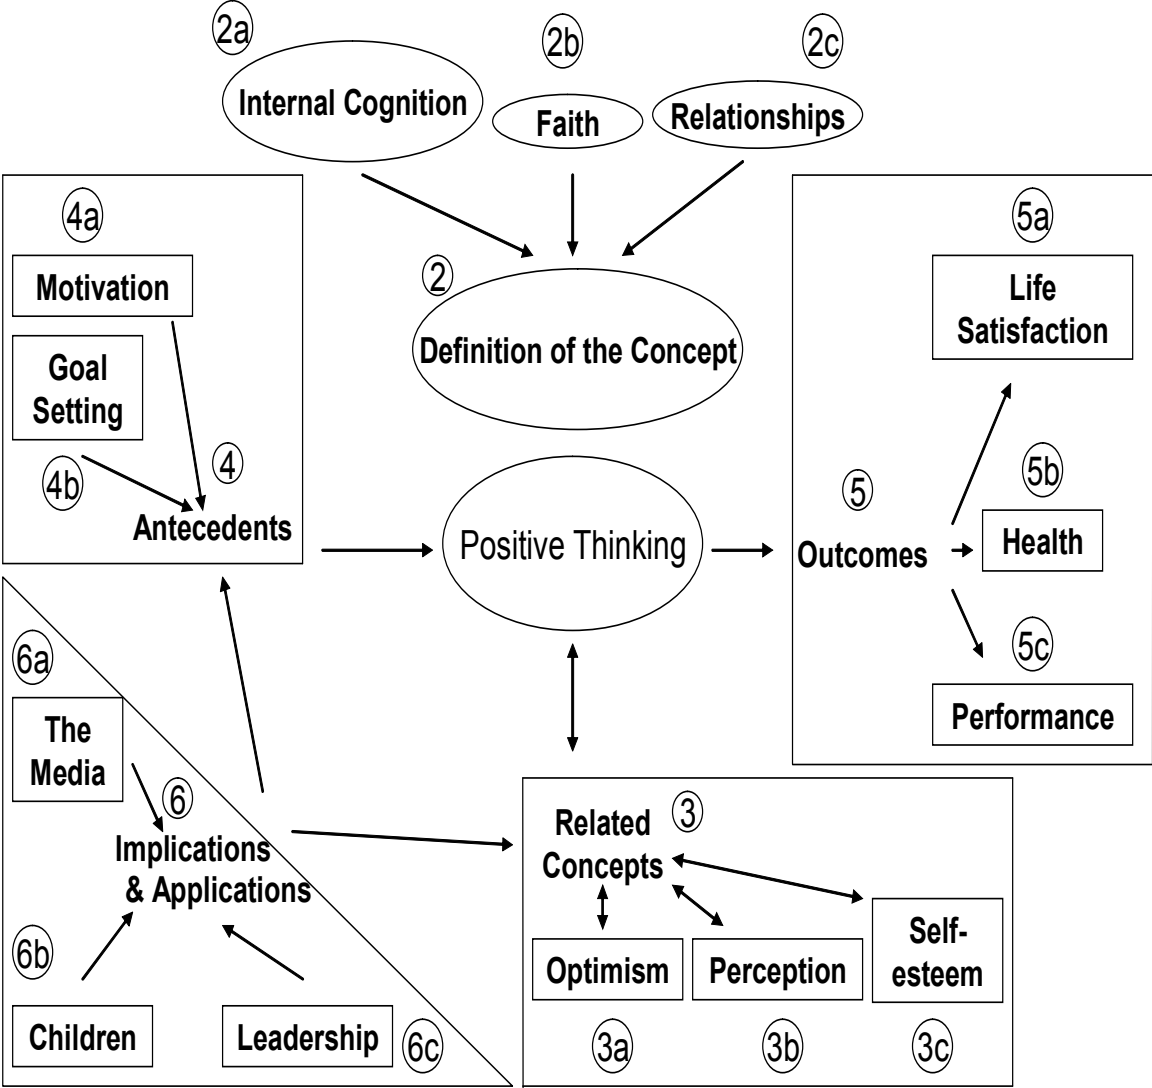 2a
2b
2c
Internal Cognition
Faith
Relationships
4a
Motivation
Goal
Setting
4b
4
Antecedents
2
Definition of the Concept
Positive Thinking
5a
Life
Satisfaction
5
Outcomes
5b
Health
5c
Performance
6a
The
Media
6
Implications
& Applications
6b
Children
Leadership
6c
Related
Concepts
3
Optimism
Perception
Self-
esteem
3a
3b
3c